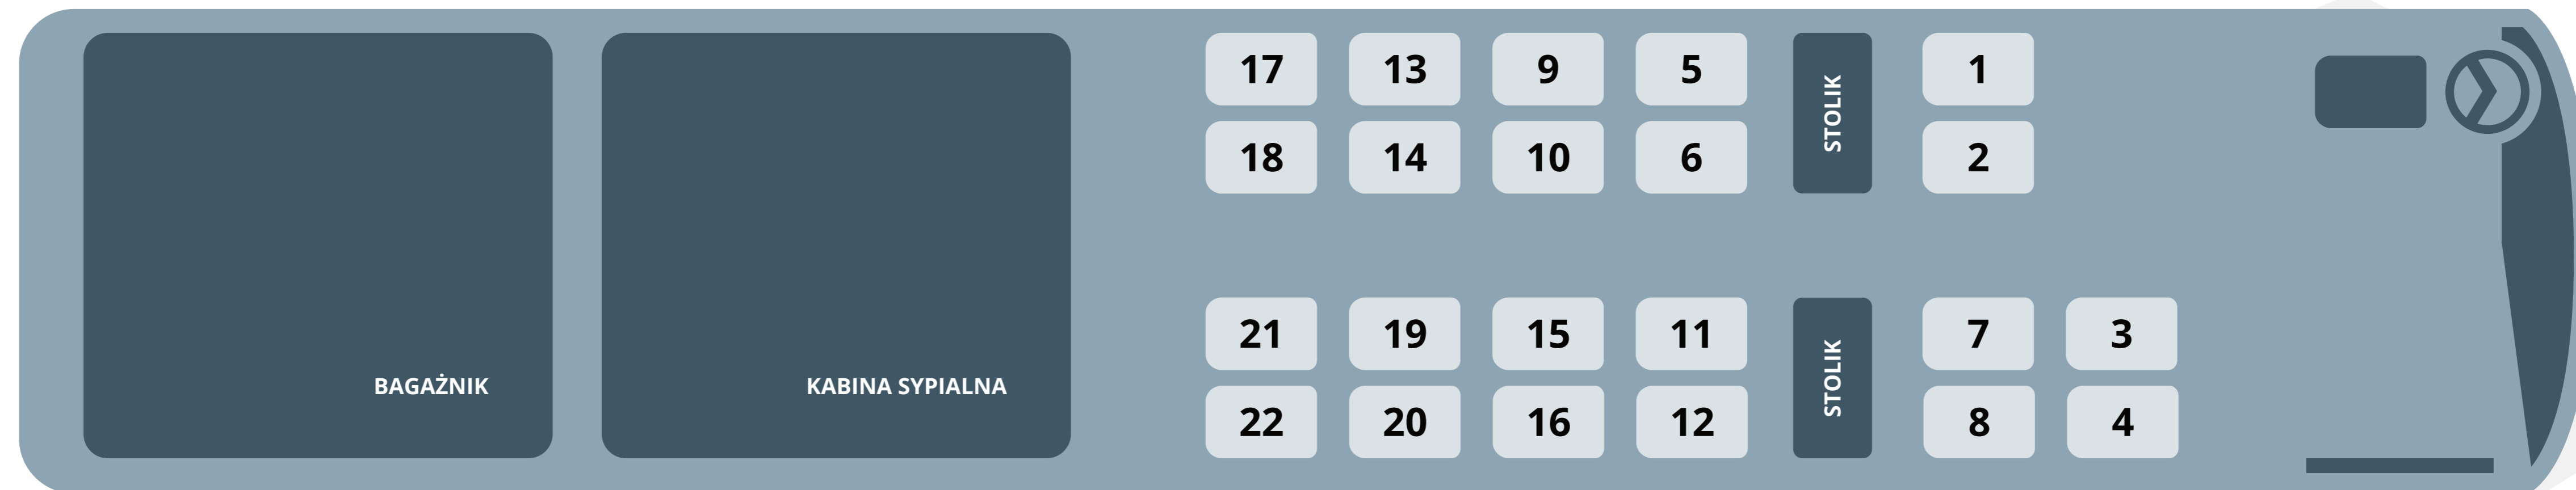 17 13 9 5 STOLIK 1
18 14 10 6 2
21 19 15 11 STOLIK 7 3
BAGAŻNIK KABINA SYPIALNA
22 20 16 12 8 4